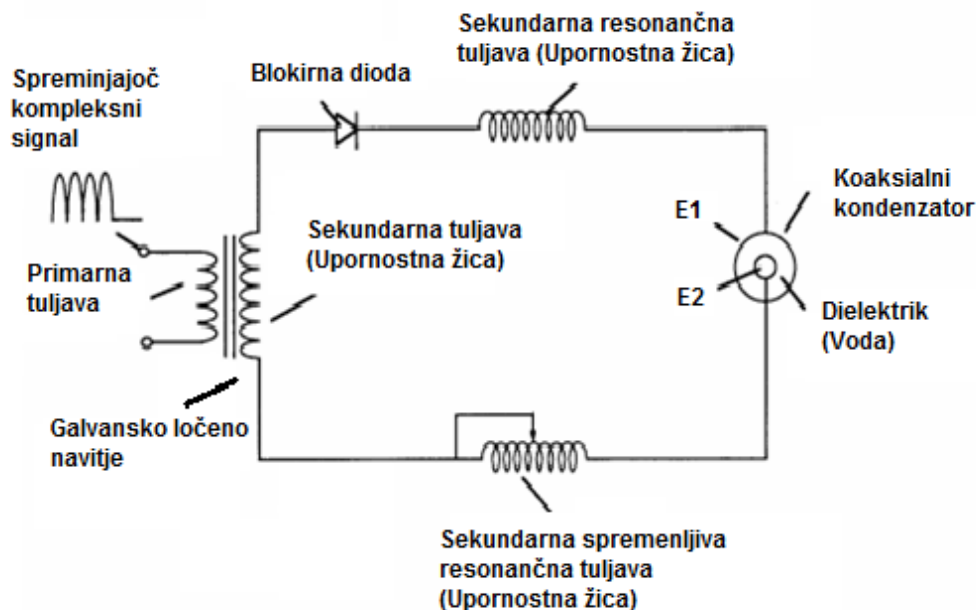 Sekundarna resonančna
tuljava (Upornostna žica)
Blokirna dioda
Spreminjajoč
kompleksni
signal
Koaksialni
kondenzator
E1
Sekundarna tuljava
(Upornostna žica)
Primarna
tuljava
E2
Dielektrik
(Voda)
Galvansko ločeno
navitje
Sekundarna spremenljiva
resonančna tuljava
(Upornostna žica)